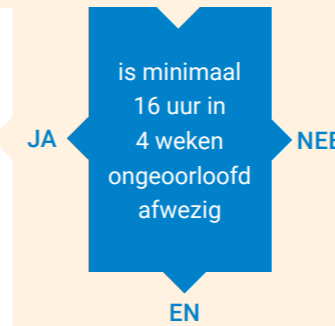 is minimaal
16 uur in
JA 4 weken NEE
ongeoorloofd
afwezig
EN